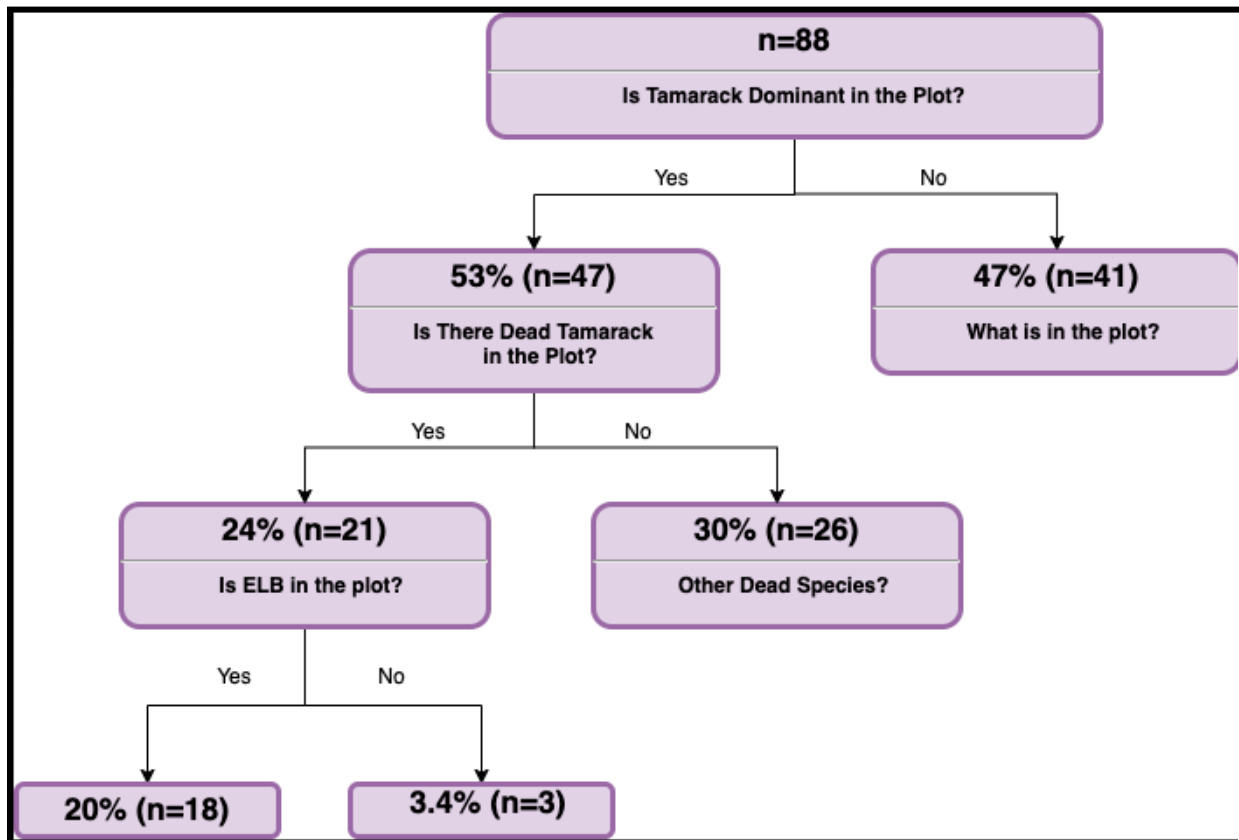 n=88
Is Tamarack Dominant in the Plot?
Yes
No
53% (n=47)
Is There Dead Tamarack
in the Plot?
47% (n=41)
What is in the plot?
Yes
No
24% (n=21)
Is ELB in the plot?
30% (n=26)
Other Dead Species?
Yes
No
20% (n=18)
3.4% (n=3)